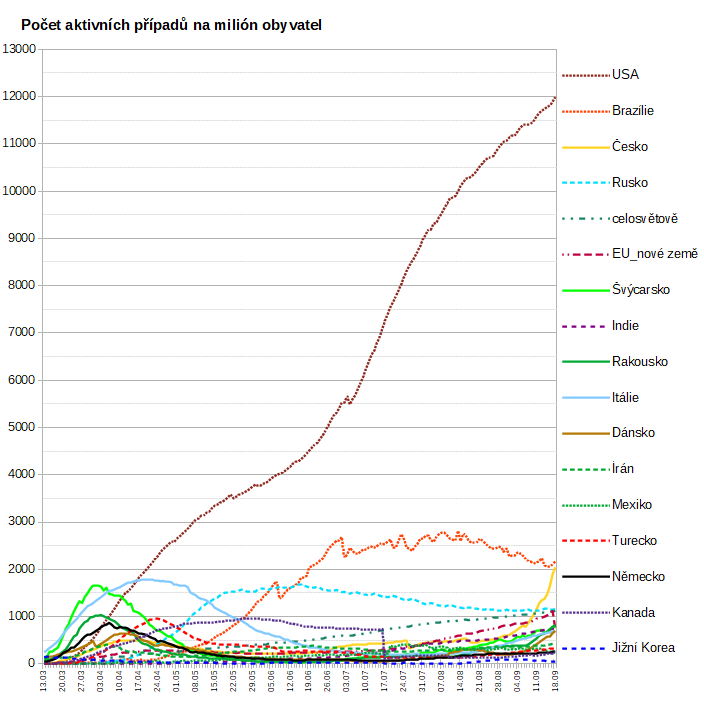 Počet aktivních případů na milión obyvatel
13000
12000
11000
10000
9000
8000
7000
6000
5000
4000
3000
2000
1000
0
13.03
20.03
27.03
03.04
10.04
17.04
24.04
01.05
08.05
15.05
22.05
29.05
05.06
12.06
19.06
26.06
03.07
10.07
17.07
24.07
31.07
07.08
14.08
21.08
28.08
04.09
11.09
18.09
USA
Brazílie
Česko
Rusko
celosvětově
EU_nové země
Švýcarsko
Indie
Rakousko
Itálie
Dánsko
Írán
Mexiko
Turecko
Německo
Kanada
Jižní Korea